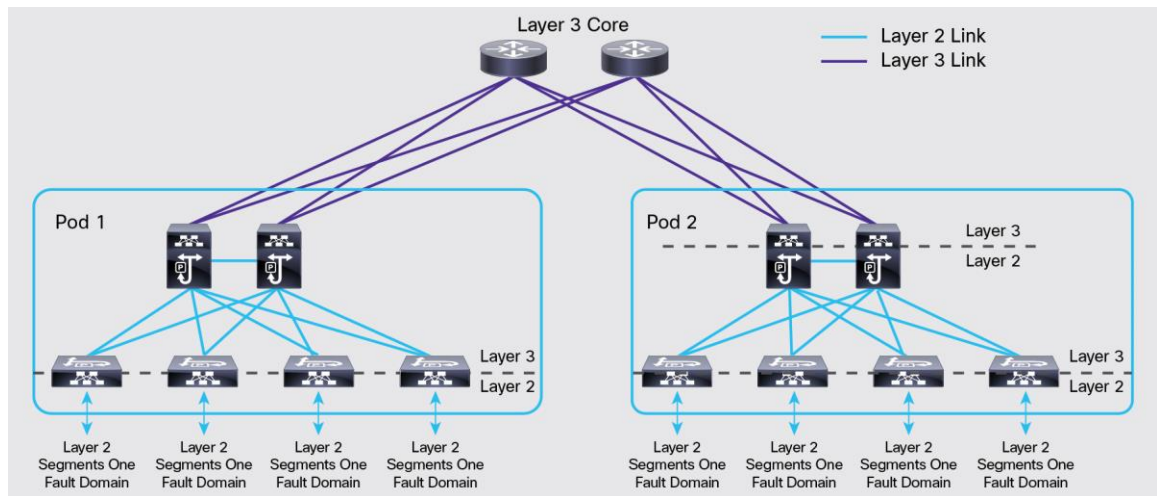 Layer 3 Core
Layer 2 Link
Layer 3 Link
Pod 1
P
P
Layer 3
Layer 2
Layer 2
Segments One
Fault Domain
Layer 2
Segments One
Fault Domain
Layer 2
Segments One
Fault Domain
Layer 2
Segments One
Fault Domain
Pod 2
Layer 3
Layer 2
P
P
Layer 3
Layer 2
Layer 2
Segments One
Fault Domain
Layer 2
Segments One
Fault Domain
Layer 2
Segments One
Fault Domain
Layer 2
Segments One
Fault Domain